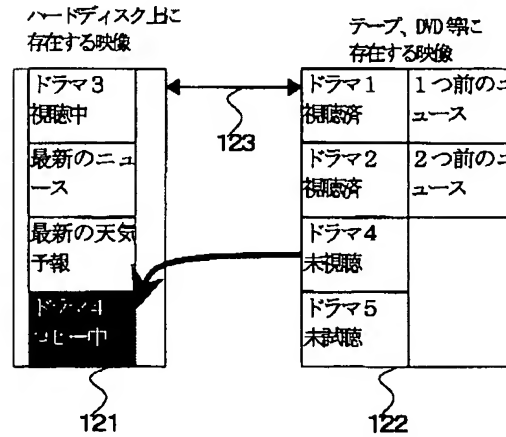 ハードディスク上に
存在する映像
テープ、DVD等に
存在する映像
ドラマ3
視聴中
最新のニュ
ース
最新の天気
予報
ドラマ4
コピー中
121
123
ドラマ1
視聴済
1つ前のニ
ュース
ドラマ2
視聴済
2つ前のニ
ュース
ドラマ4
未視聴
ドラマ5
未試聴
122